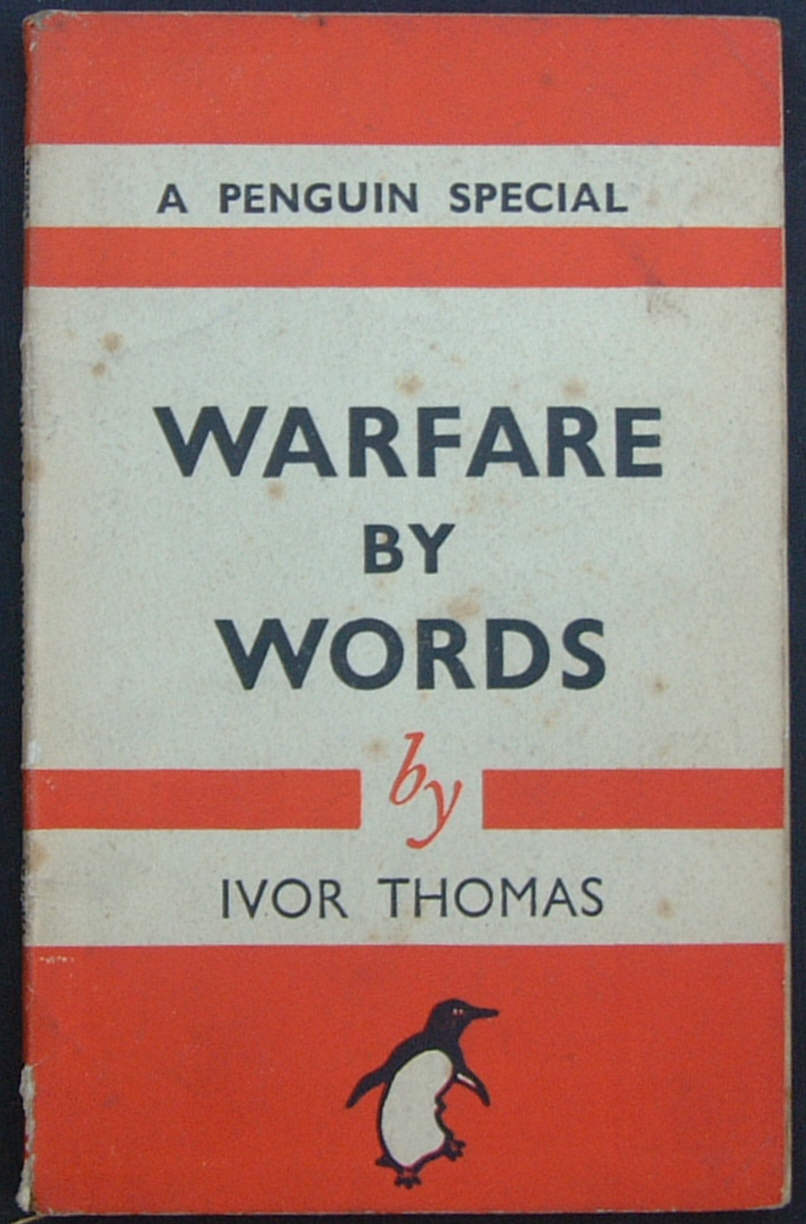 A PENGUIN SPECIAL
WARFARE
BY
WORDS
by
IVOR THOMAS